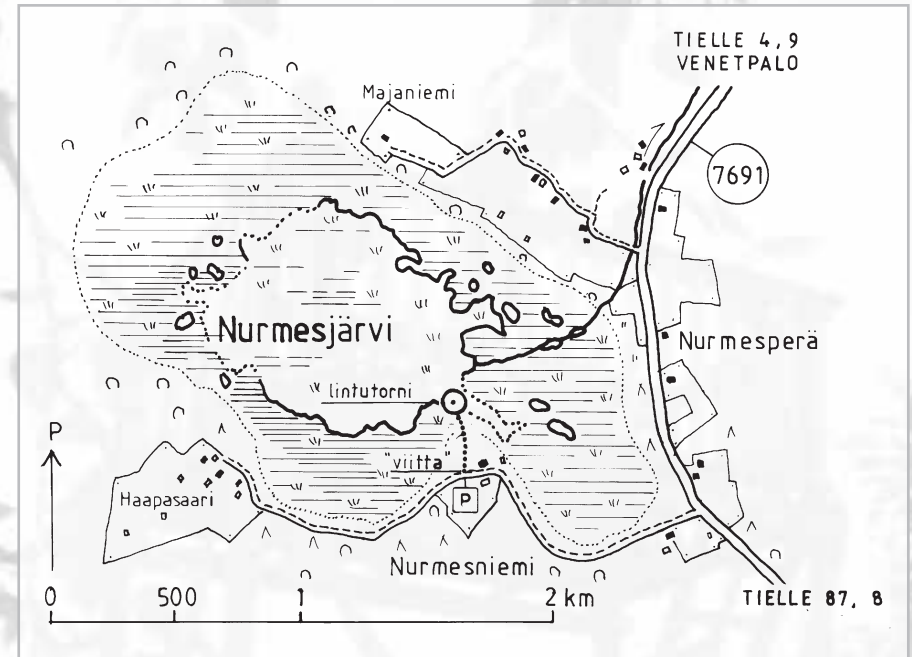 TIELLE 4,9
VENETPALO
Majaniemi
7691
Nurmesjärvi
Nurmesperä
lintutorni
P
"viitta"
Haapasaari
P
Nurmesniemi
0 500 1 2 km
TIELLE 87, 8